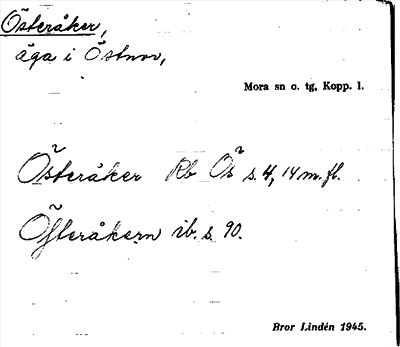 Österåker,
äga i Östnor,
Mora sn o. tg, Kopp. l.
Österåker Rb Ös s. 4, 14 m. fl.
Öfteråkern ib. s. 90.
Bror Lindén 1945.